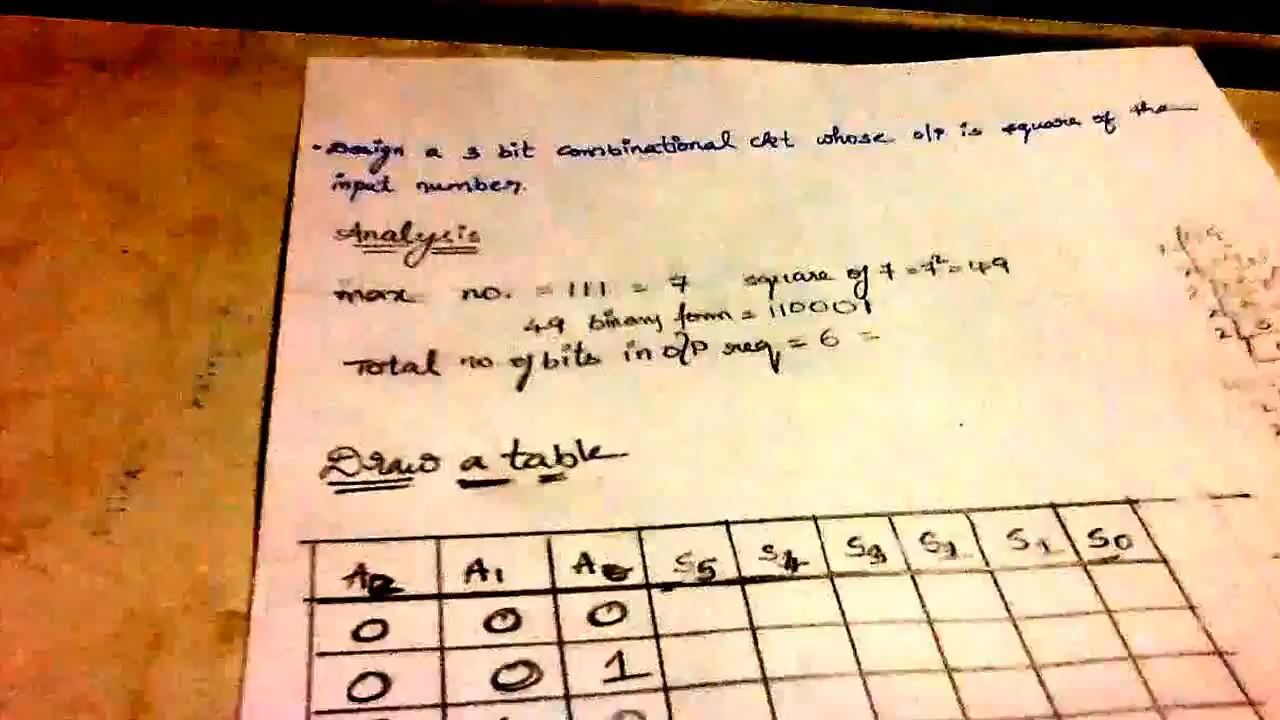 Design a 3 bit combinational ckt whose o/p is square of the
input number.
Analysis
max no. = 111 = 7 square of 7 = 7² = 49
49 binary form = 110001
Total no of bits in o/p req = 6 =
Draw a table
A2 A1 A0 S5 S4 S3 S2 S1 S0
0 0 0
0 0 1